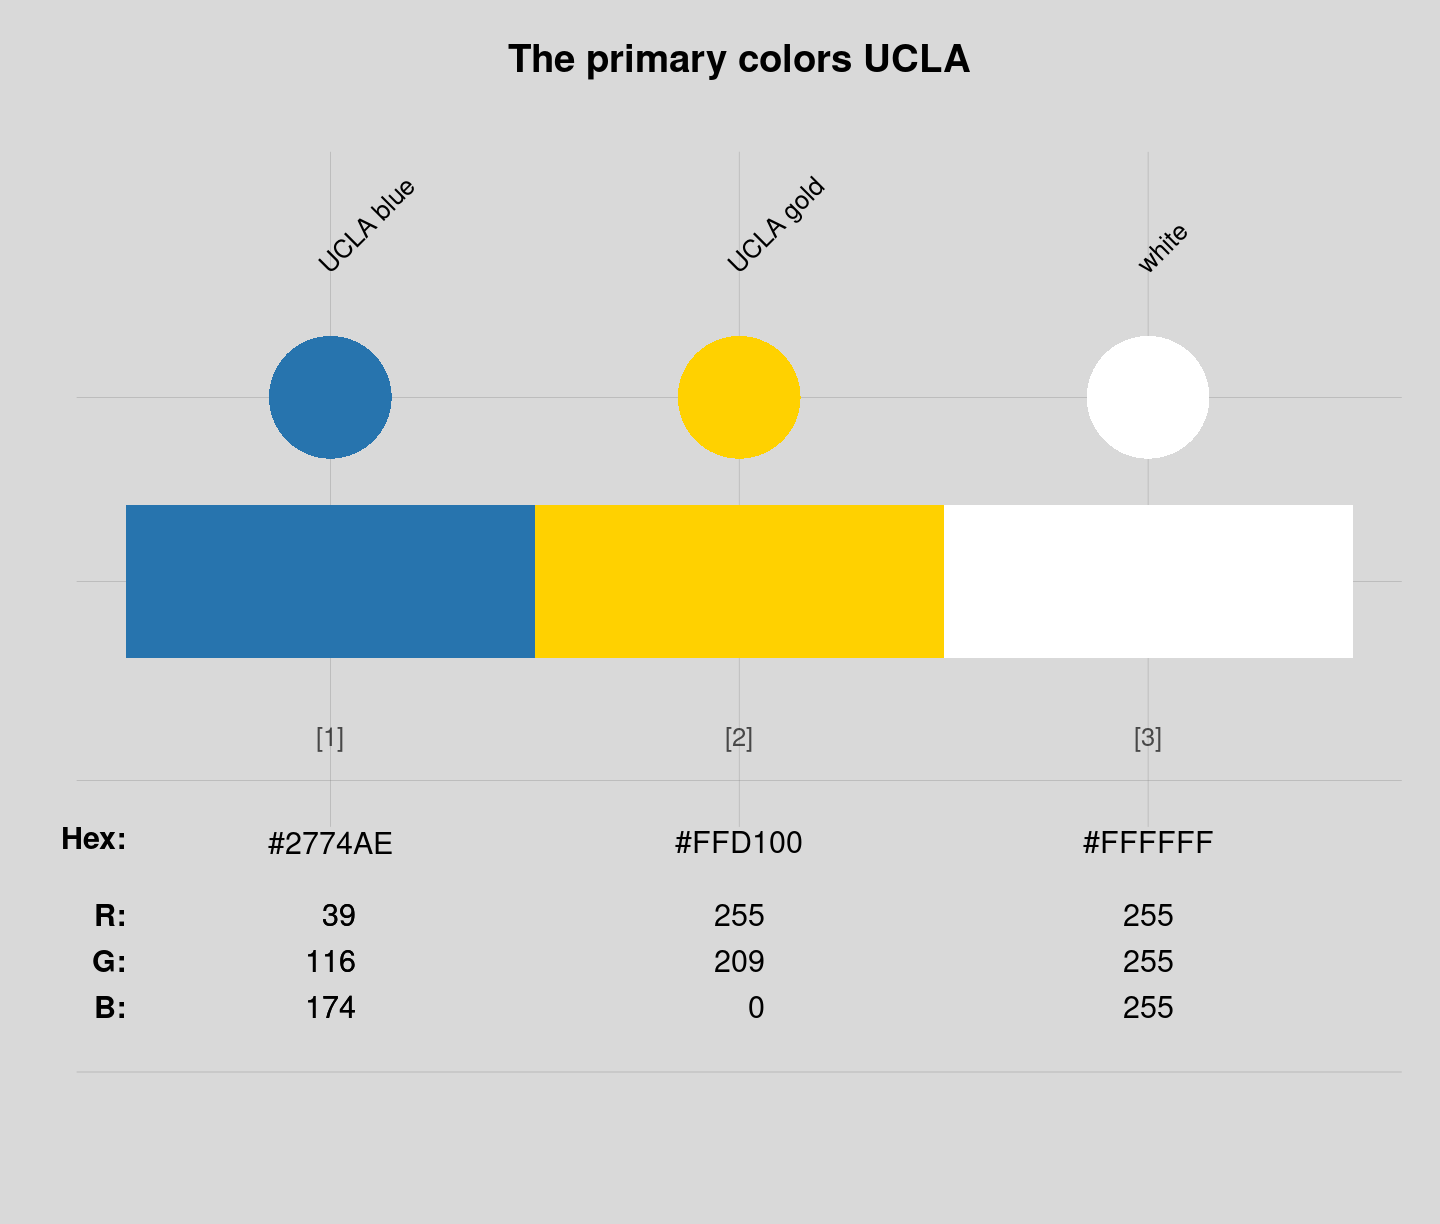 The primary colors UCLA
UCLA blue UCLA gold white
[1] [2] [3]
Hex: #2774AE #FFD100 #FFFFFF
R: 39 255 255
G: 116 209 255
B: 174 0 255